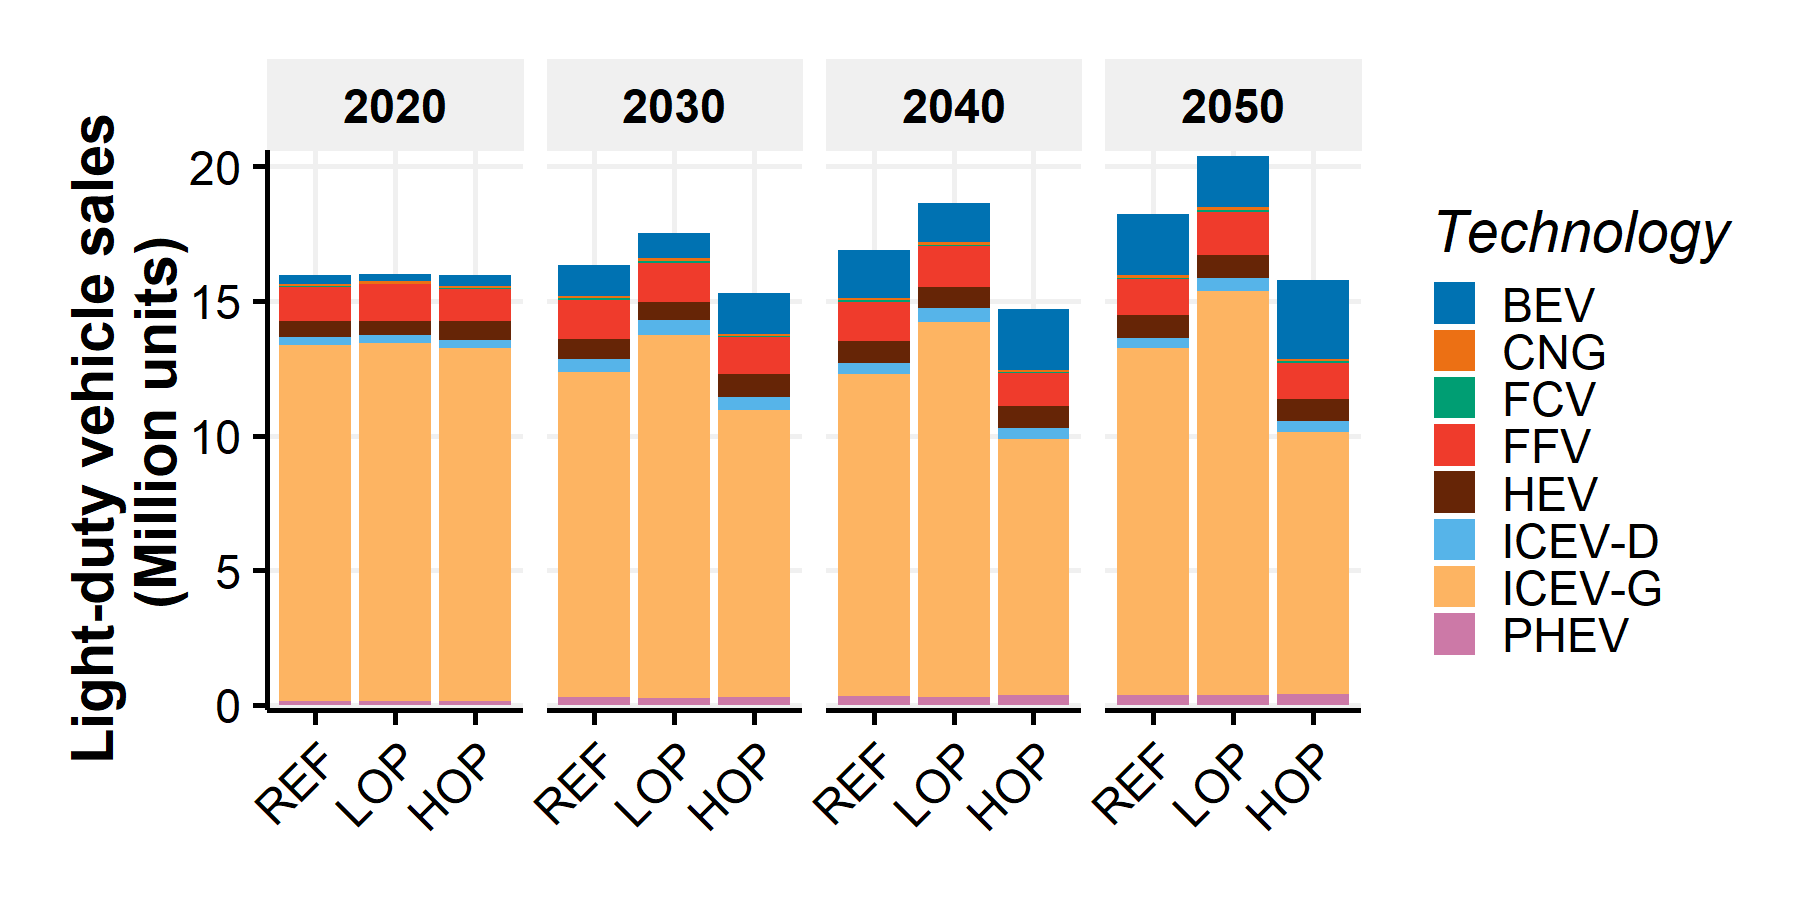 2020 2030 2040 2050
Light-duty vehicle sales
(Million units)
20
15
10
5
0
REF LOP HOP REF LOP HOP REF LOP HOP REF LOP HOP
Technology
BEV
CNG
FCV
FFV
HEV
ICEV-D
ICEV-G
PHEV